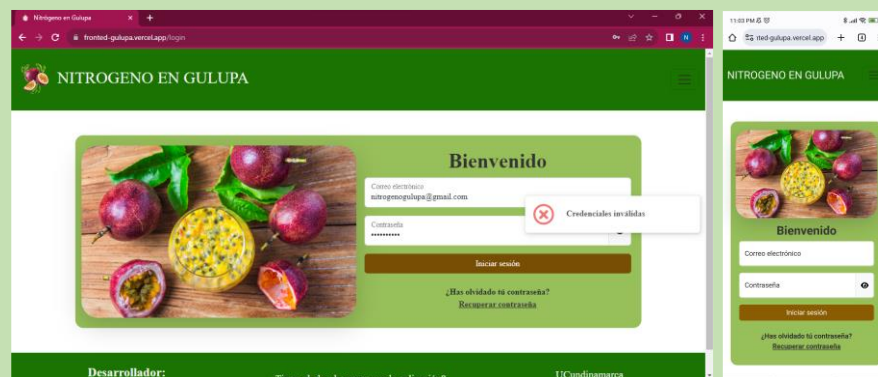 Nitrógeno en Gulupa
fronted-gulupa.vercel.app/login
N
NITROGENO EN GULUPA
Bienvenido
Correo electrónico
nitrogenogulupa@gmail.com
Contraseña
Credenciales inválidas
Iniciar sesión
¿Has olvidado tú contraseña?
Recuperar contraseña
Desarrollador:
UCundinamarca
11:03 PM
nted-gulupa.vercel.app
NITROGENO EN GULUPA
Bienvenido
Correo electrónico
Contraseña
Iniciar sesión
¿Has olvidado tú contraseña?
Recuperar contraseña